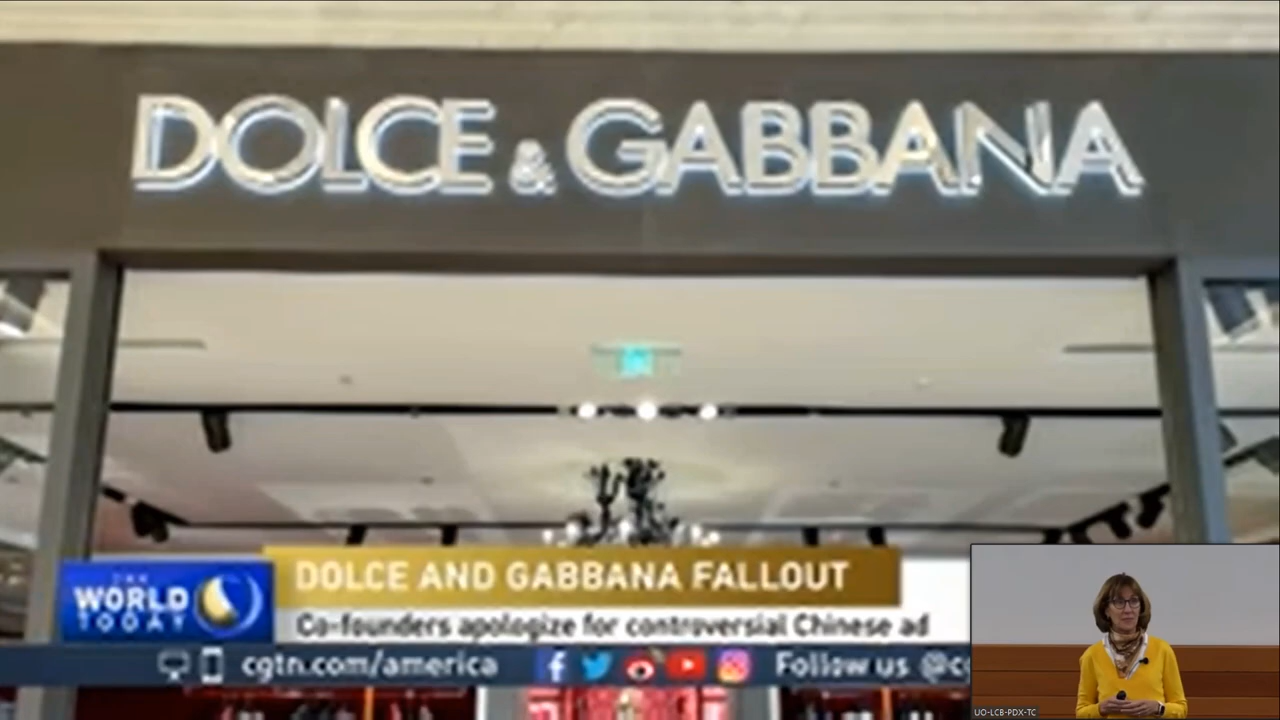 DOLCE & GABBANA
DOLCE AND GABBANA FALLOUT
THE
WORLD
TODAY
Co-founders apologize for controversial Chinese ad
cgtn.com/america
Follow us @cg
UO-LCB-PDX-TC